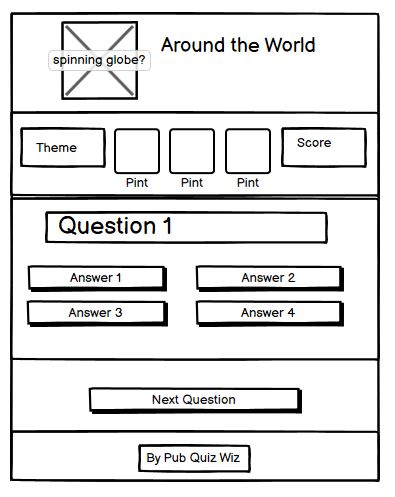 Around the World
spinning globe?
Theme
Score
Pint Pint Pint
Question 1
Answer 1 Answer 2
Answer 3 Answer 4
Next Question
By Pub Quiz Wiz